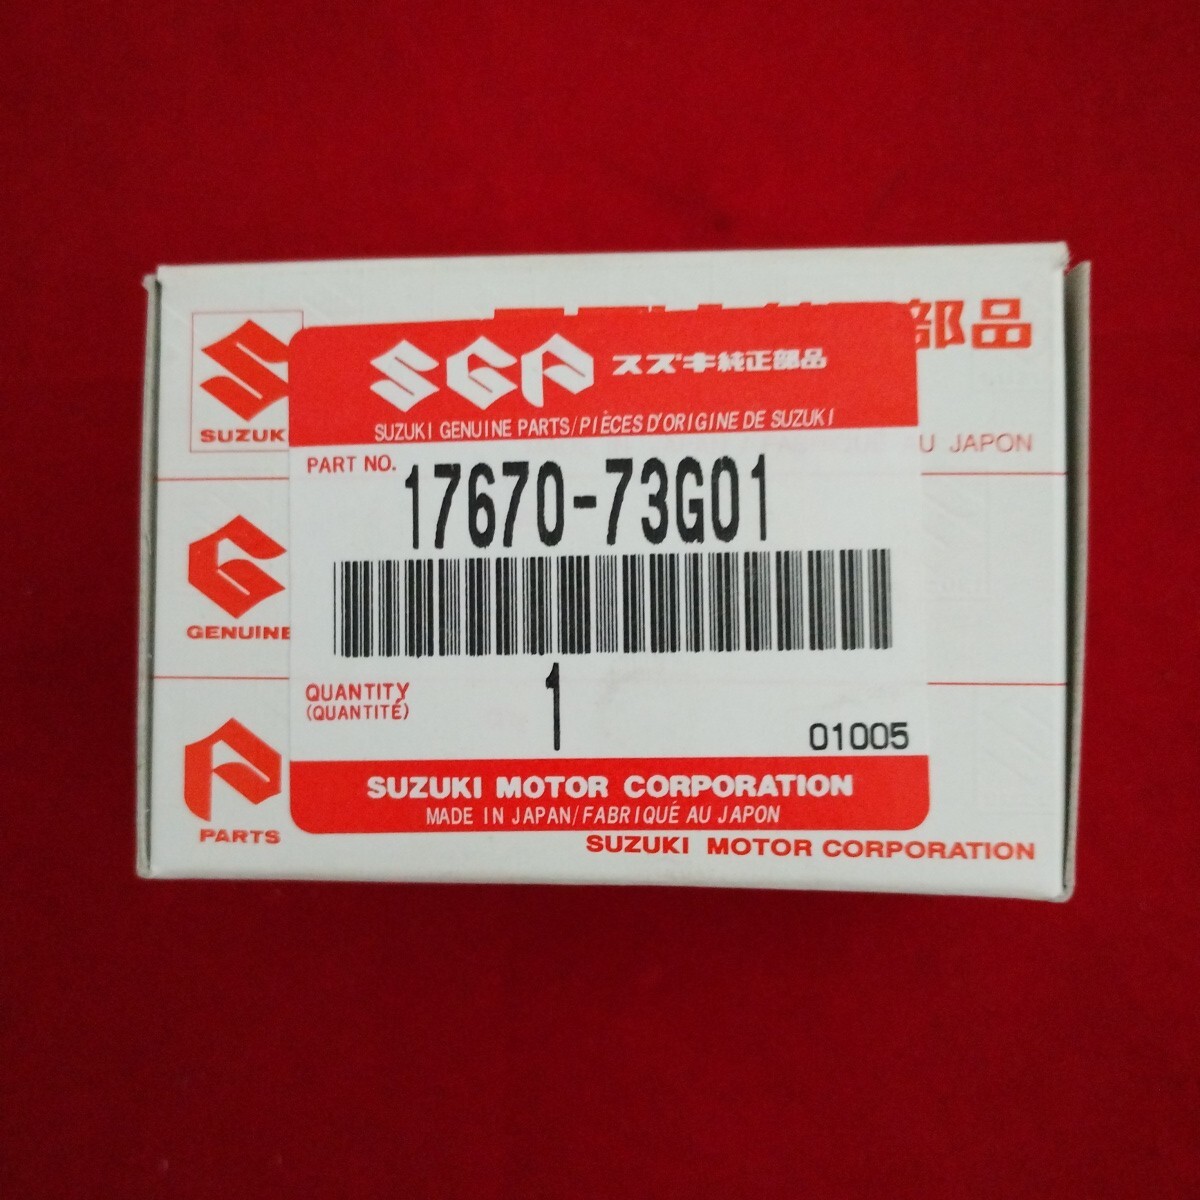 部品
SGP スズキ純正部品
SUZUKI GENUINE PARTS/PIÈCES D'ORIGINE DE SUZUKI
SUZUKI
U JAPON
PART NO. 17670-73G01
GENUINE
QUANTITY 1
(QUANTITÉ)
01005
PARTS
SUZUKI MOTOR CORPORATION
MADE IN JAPAN/FABRIQUÉ AU JAPON
SUZUKI MOTOR CORPORATION